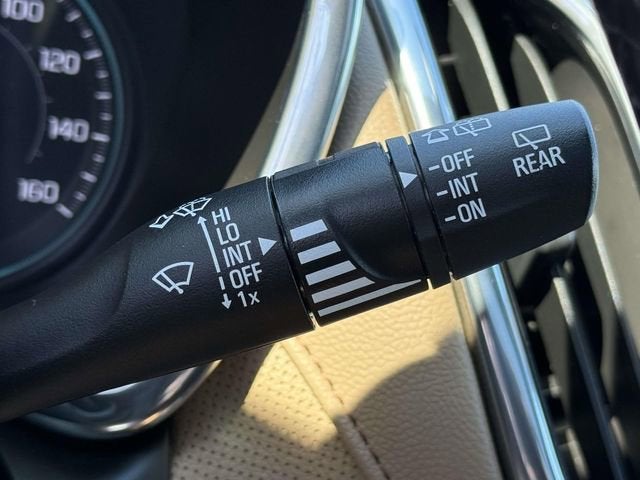 100
120
140
160
HI
LO
INT
OFF
1x
-OFF
-INT
-ON
REAR